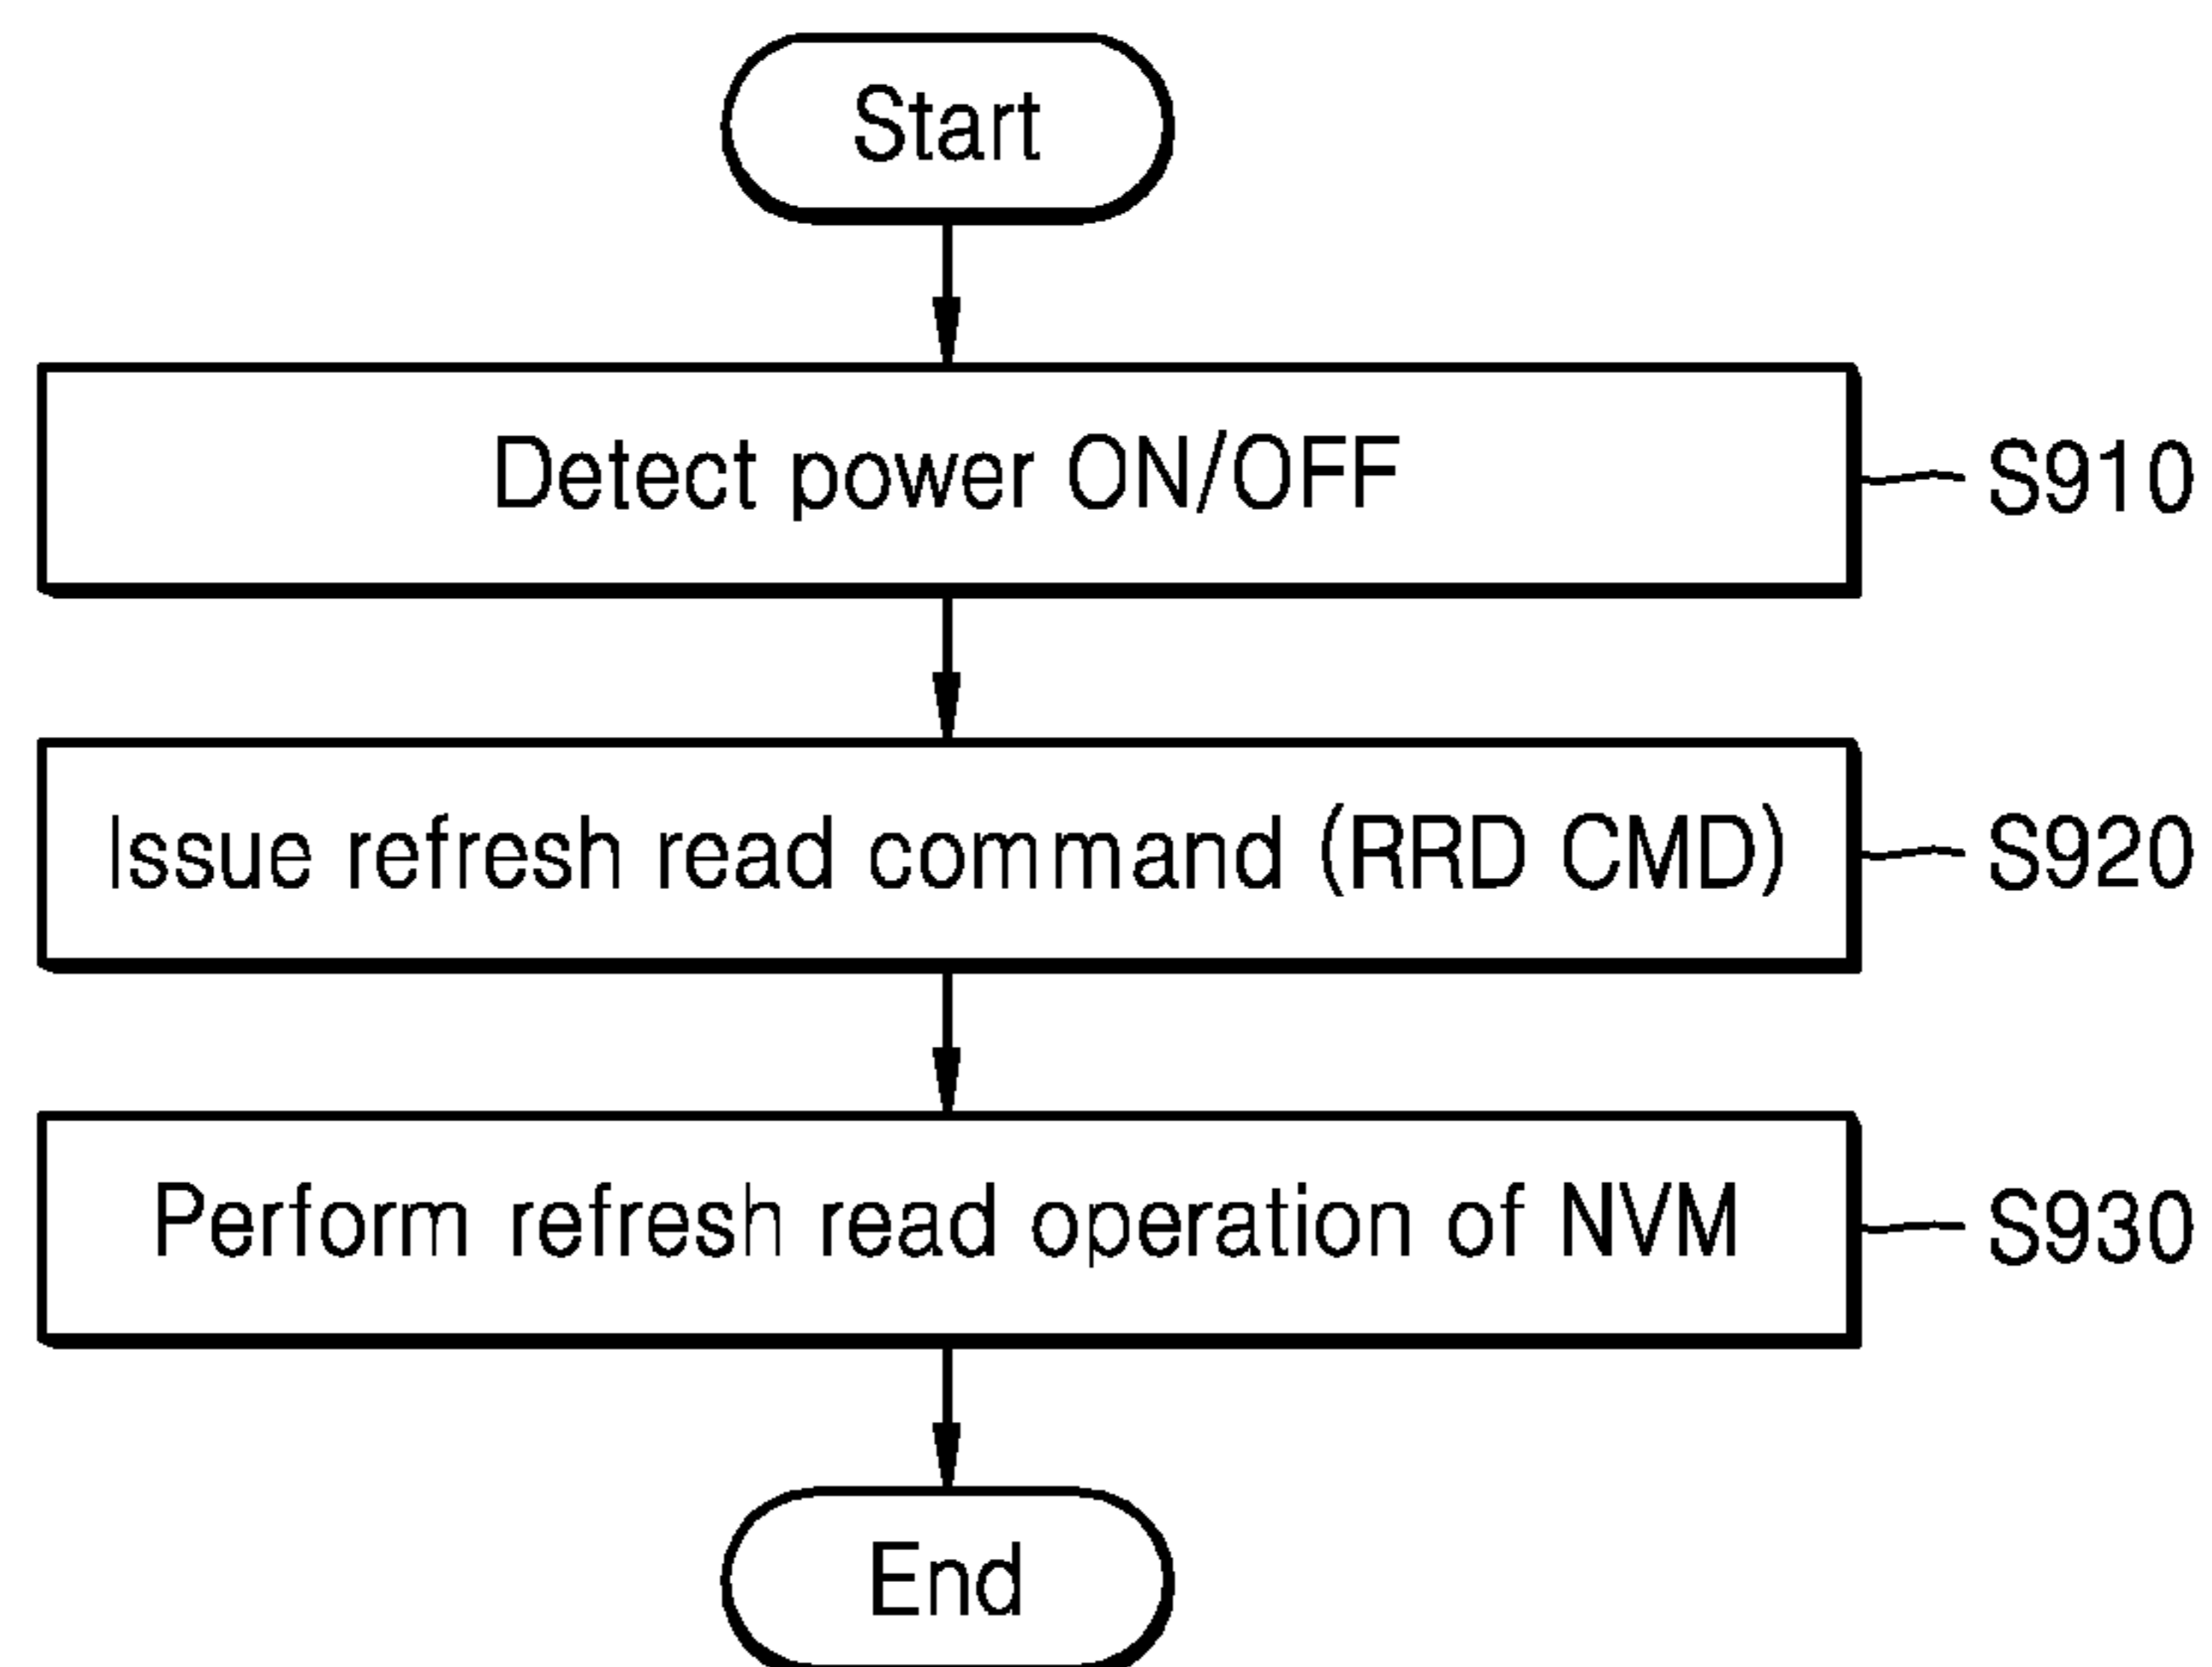 Start
Detect power ON/OFF
S910
Issue refresh read command (RRD CMD)
S920
Perform refresh read operation of NVM
S930
End